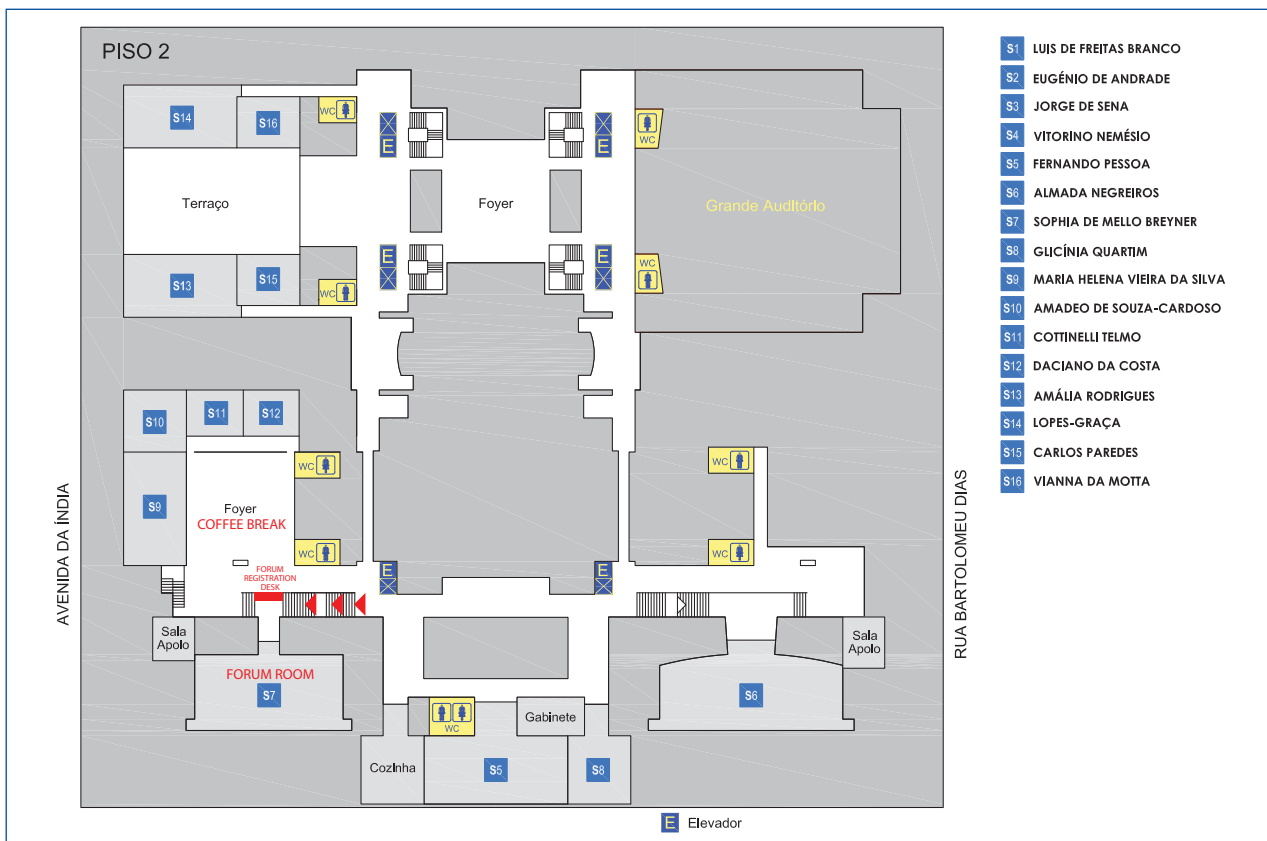 PISO 2
S14
S16
WC
E
E
WC
Terraço
Foyer
Grande Auditório
S13
S15
WC
E
E
WC
S10
S11
S12
WC
WC
S9
Foyer
COFFEE BREAK
WC
WC
FORUM
REGISTRATION
DESK
E
E
Sala
Apolo
Sala
Apolo
FORUM ROOM
S7
S6
WC
Gabinete
Cozinha
S5
S8
AVENIDA DA ÍNDIA
RUA BARTOLOMEU DIAS
E Elevador
S1 LUIS DE FREITAS BRANCO
S2 EUGÉNIO DE ANDRADE
S3 JORGE DE SENA
S4 VITORINO NEMÉSIO
S5 FERNANDO PESSOA
S6 ALMADA NEGREIROS
S7 SOPHIA DE MELLO BREYNER
S8 GLICÍNIA QUARTIM
S9 MARIA HELENA VIEIRA DA SILVA
S10 AMADEO DE SOUZA-CARDOSO
S11 COTTINELLI TELMO
S12 DACIANO DA COSTA
S13 AMÁLIA RODRIGUES
S14 LOPES-GRAÇA
S15 CARLOS PAREDES
S16 VIANNA DA MOTTA